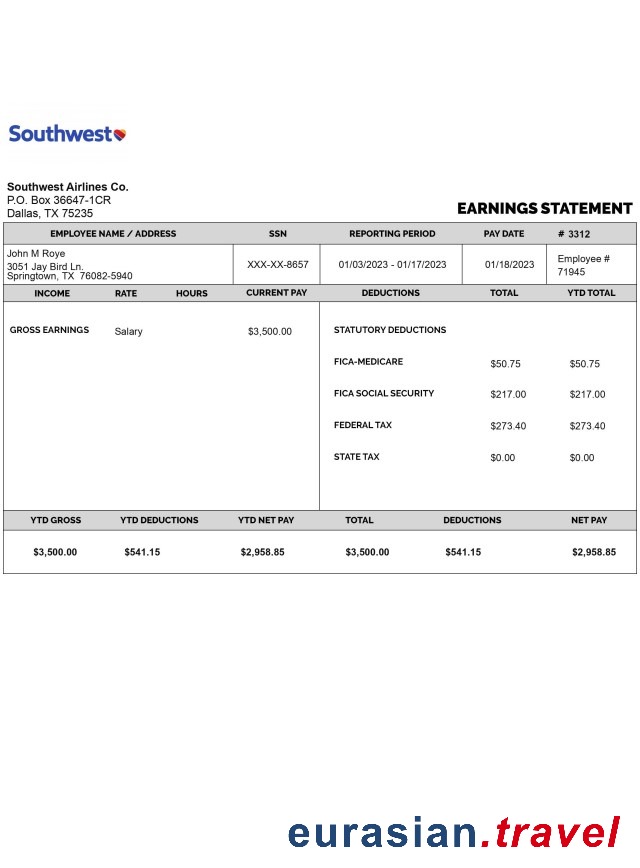 Southwest
Southwest Airlines Co.
P.O. Box 36647-1CR
Dallas, TX 75235
EARNINGS STATEMENT
EMPLOYEE NAME / ADDRESS SSN REPORTING PERIOD PAY DATE # 3312
John M Roye
3051 Jay Bird Ln.
Springtown, TX 76082-5940
XXX-XX-8657 01/03/2023 - 01/17/2023 01/18/2023
Employee #
71945
INCOME RATE HOURS CURRENT PAY DEDUCTIONS TOTAL YTD TOTAL
GROSS EARNINGS Salary $3,500.00 STATUTORY DEDUCTIONS
FICA-MEDICARE $50.75 $50.75
FICA SOCIAL SECURITY $217.00 $217.00
FEDERAL TAX $273.40 $273.40
STATE TAX $0.00 $0.00
YTD GROSS YTD DEDUCTIONS YTD NET PAY TOTAL DEDUCTIONS NET PAY
$3,500.00 $541.15 $2,958.85 $3,500.00 $541.15 $2,958.85
eurasian.travel